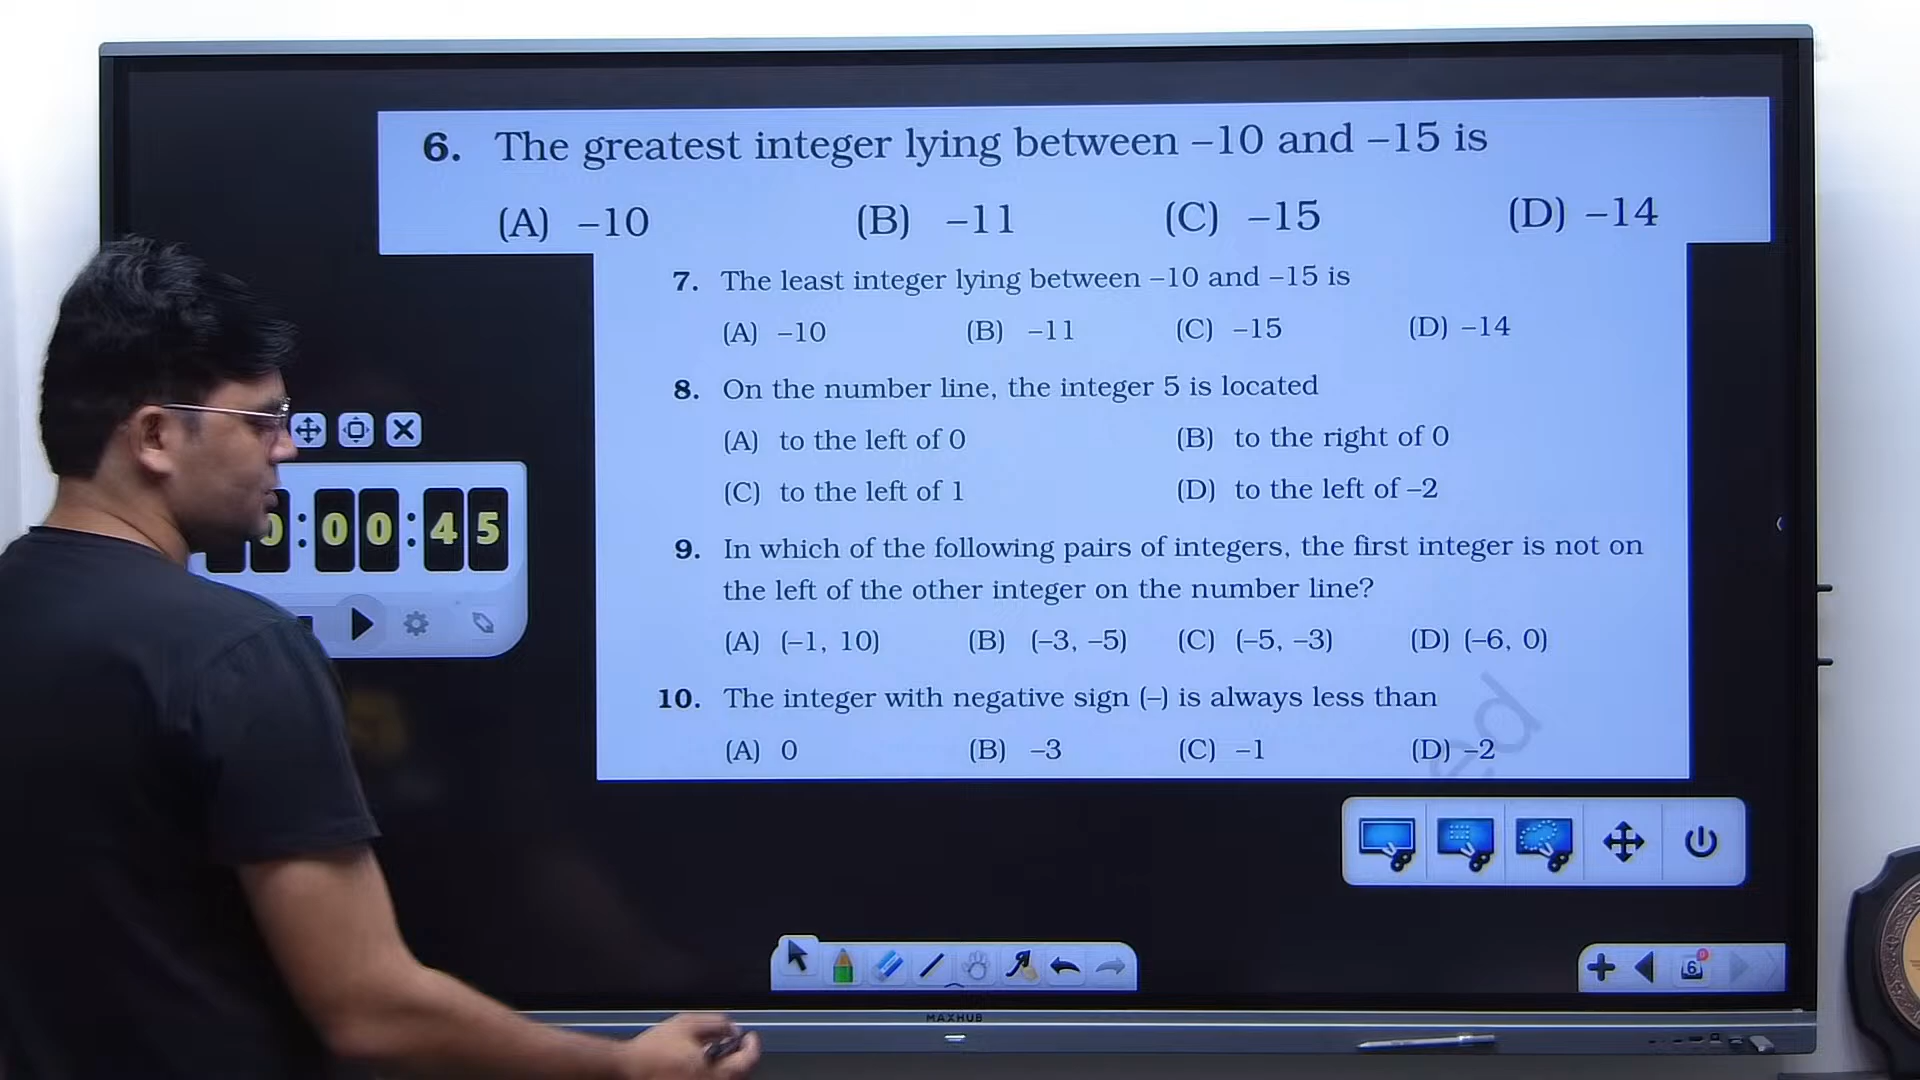 6. The greatest integer lying between –10 and –15 is
(A) –10 (B) –11 (C) –15 (D) –14
7. The least integer lying between –10 and –15 is
(A) –10 (B) –11 (C) –15 (D) –14
8. On the number line, the integer 5 is located
(A) to the left of 0 (B) to the right of 0
(C) to the left of 1 (D) to the left of –2
0:00:45
9. In which of the following pairs of integers, the first integer is not on
the left of the other integer on the number line?
(A) (–1, 10) (B) (–3, –5) (C) (–5, –3) (D) (–6, 0)
10. The integer with negative sign (–) is always less than
(A) 0 (B) –3 (C) –1 (D) –2
ed
6
MAXHUB